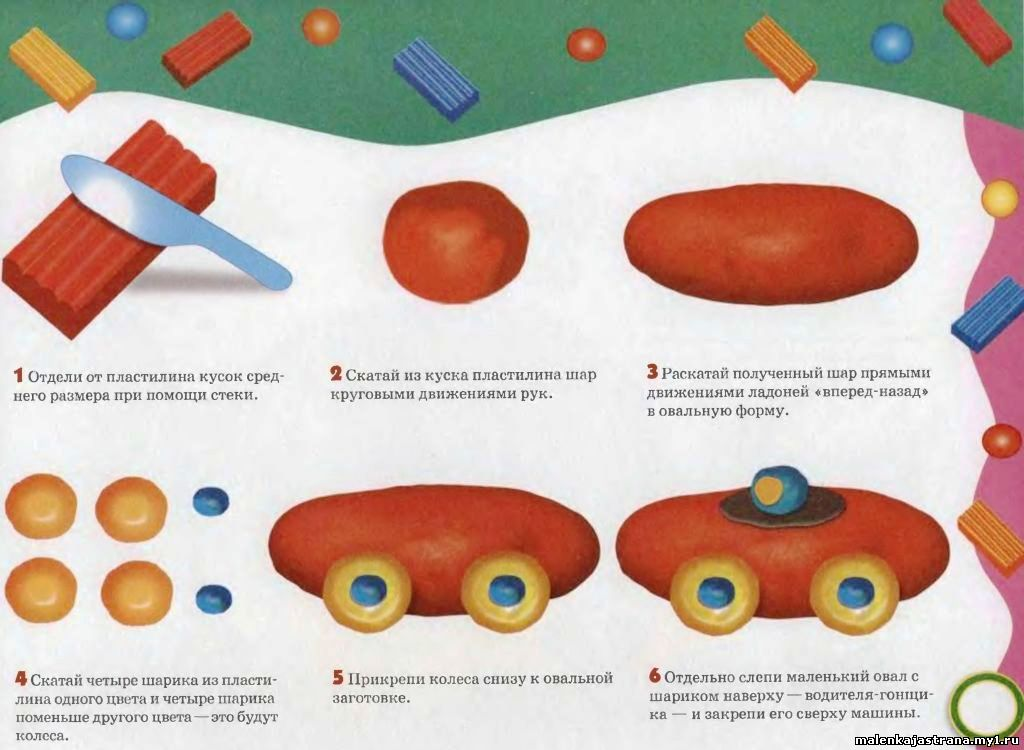 1 Отдели от пластилина кусок сред-
него размера при помощи стеки.
2 Скатай из куска пластилина шар
круговыми движениями рук.
3 Раскатай полученный шар прямыми
движениями ладоней «вперед-назад»
в овальную форму.
4 Скатай четыре шарика из пласти-
лина одного цвета и четыре шарика
поменьше другого цвета — это будут
колеса.
5 Прикрепи колеса снизу к овальной
заготовке.
6 Отдельно слепи маленький овал с
шариком наверху — водителя-гонщи-
ка — и закрепи его сверху машины.
malenkajastrana.my1.ru